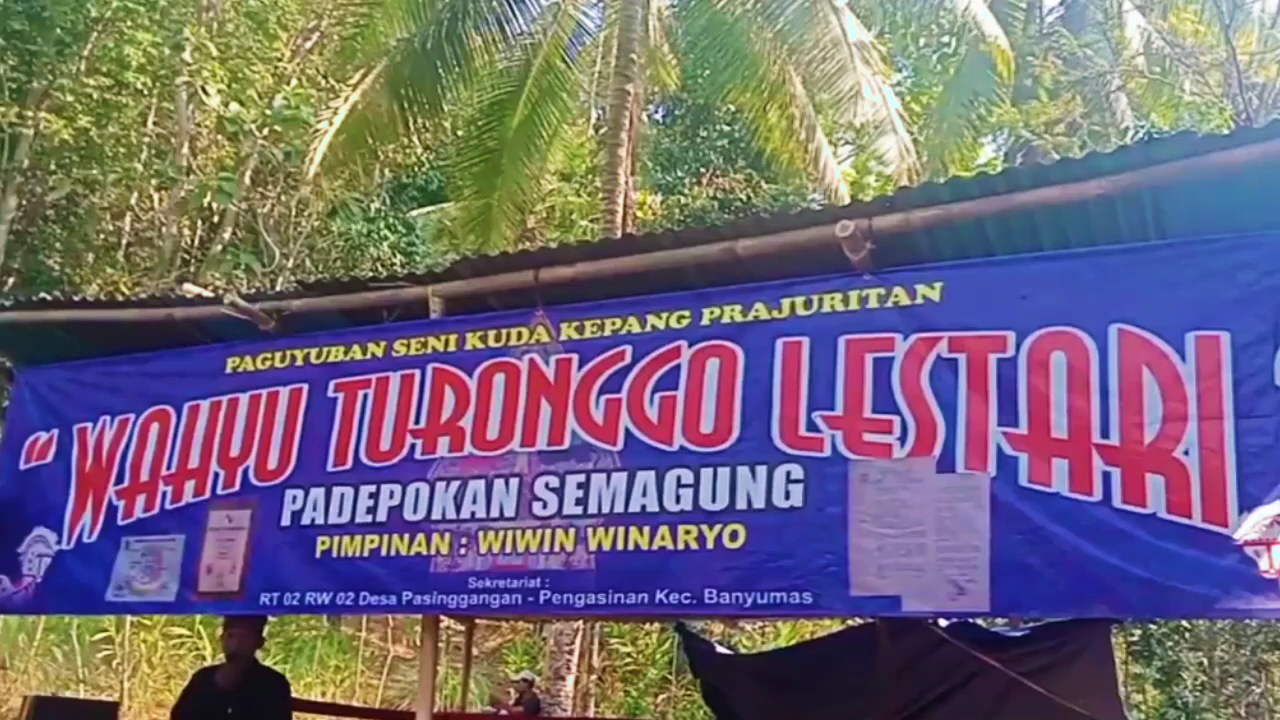 PAGUYUBAN SENI KUDA KEPANG PRAJURITAN
"WAHYU TURONGGO LESTARI
PADEPOKAN SEMAGUNG
PIMPINAN : WIWIN WINARYO
Sekretariat :
RT 02 RW 02 Desa Pasinggangan - Pengasinan Kec. Banyumas